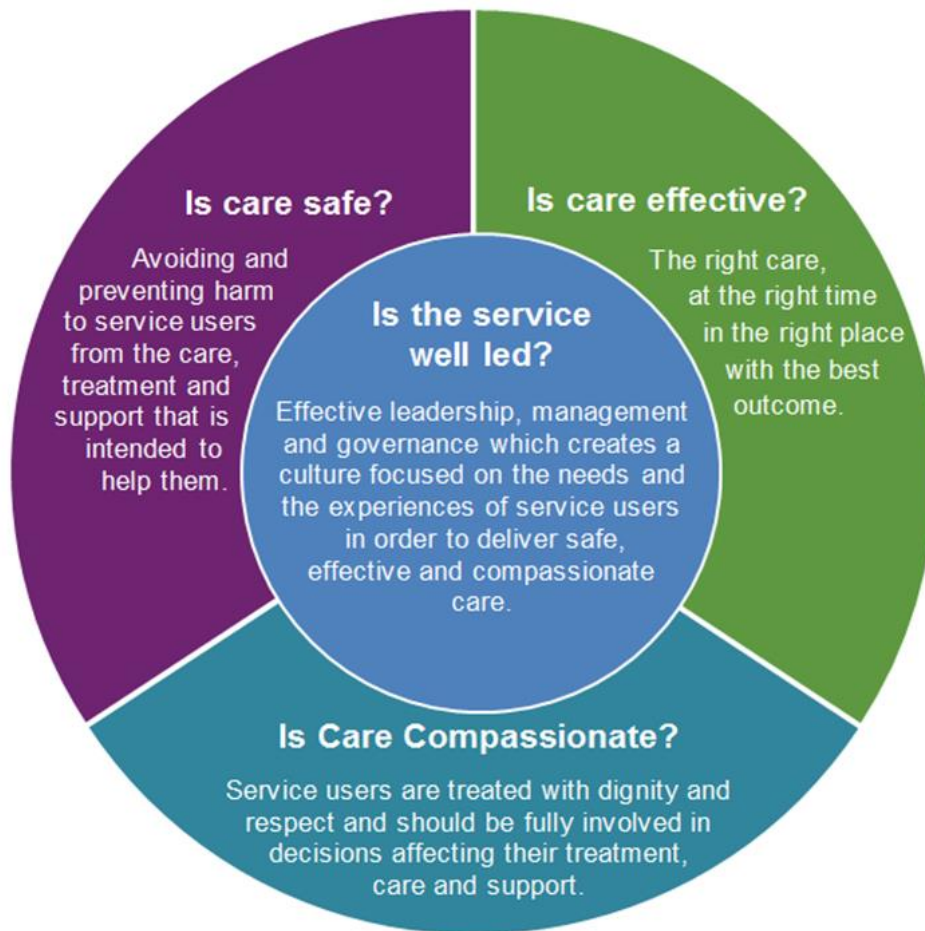 Is care safe?
Avoiding and
preventing harm
to service users
from the care,
treatment and
support that is
intended to
help them.
Is care effective?
The right care,
at the right time
in the right place
with the best
outcome.
Is the service
well led?
Effective leadership, management
and governance which creates a
culture focused on the needs and
the experiences of service users
in order to deliver safe,
effective and compassionate
care.
Is Care Compassionate?
Service users are treated with dignity and
respect and should be fully involved in
decisions affecting their treatment,
care and support.